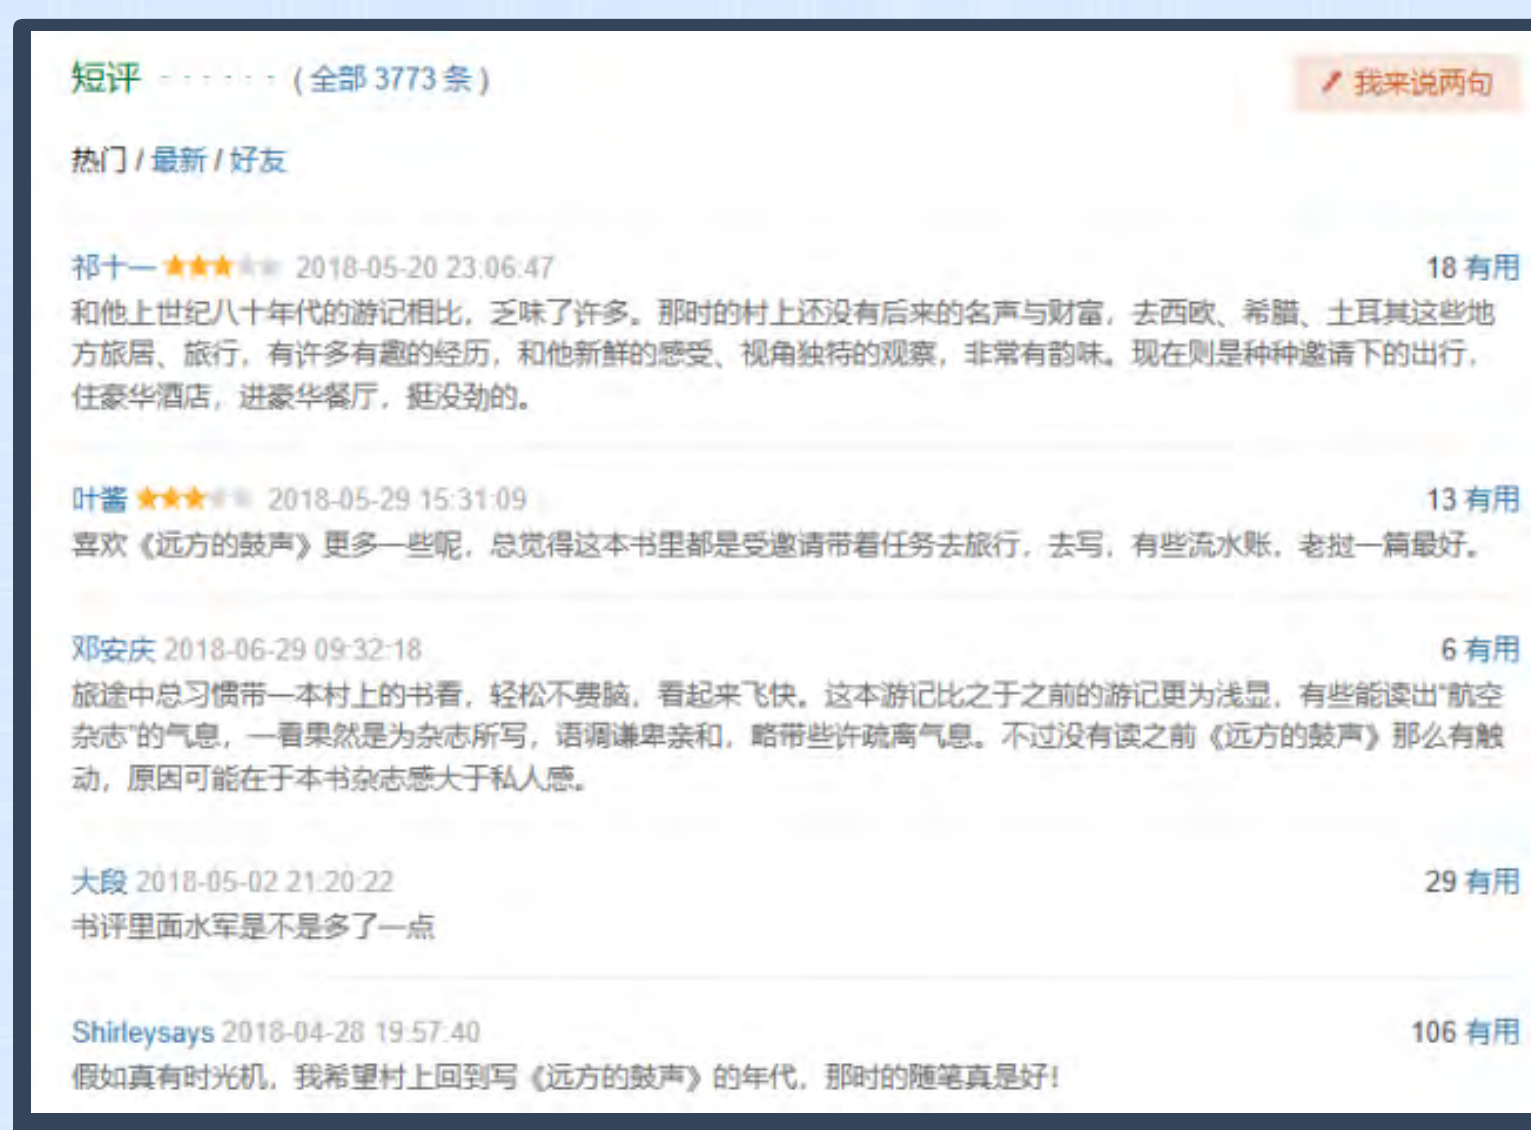 短评 · · · · · · ( 全部 3773 条 )
我来说两句
热门 / 最新 / 好友
祁十一 2018-05-20 23:06:47
18 有用
和他上世纪八十年代的游记相比，乏味了许多。那时的村上还没有后来的名声与财富，去西欧、希腊、土耳其这些地
方旅居、旅行，有许多有趣的经历，和他新鲜的感受、视角独特的观察，非常有韵味。现在则是种种邀请下的出行，
住豪华酒店，进豪华餐厅，挺没劲的。
叶酱 2018-05-29 15:31:09
13 有用
喜欢《远方的鼓声》更多一些呢，总觉得这本书里都是受邀请带着任务去旅行，去写，有些流水账，老挝一篇最好。
邓安庆 2018-06-29 09:32:18
6 有用
旅途中总习惯带一本村上的书看，轻松不费脑，看起来飞快。这本游记比之于之前的游记更为浅显，有些能读出“航空
杂志”的气息，一看果然是为杂志所写，语调谦卑亲和，略带些许疏离气息。不过没有读之前《远方的鼓声》那么有触
动，原因可能在于本书杂志感大于私人感。
大段 2018-05-02 21:20:22
29 有用
书评里面水军是不是多了一点
Shirleysays 2018-04-28 19:57:40
106 有用
假如真有时光机，我希望村上回到写《远方的鼓声》的年代，那时的随笔真是好！